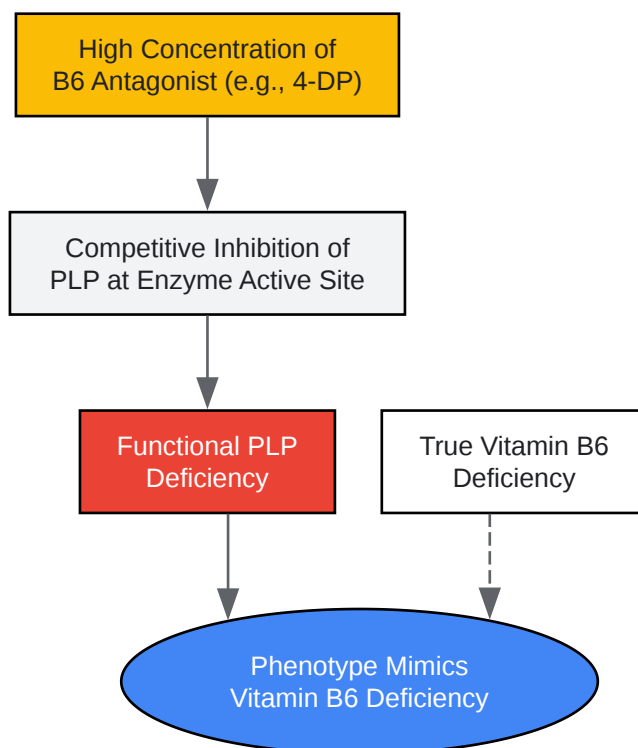 High Concentration of
B6 Antagonist (e.g., 4-DP)
Competitive Inhibition of
PLP at Enzyme Active Site
Functional PLP
Deficiency
True Vitamin B6
Deficiency
Phenotype Mimics
Vitamin B6 Deficiency